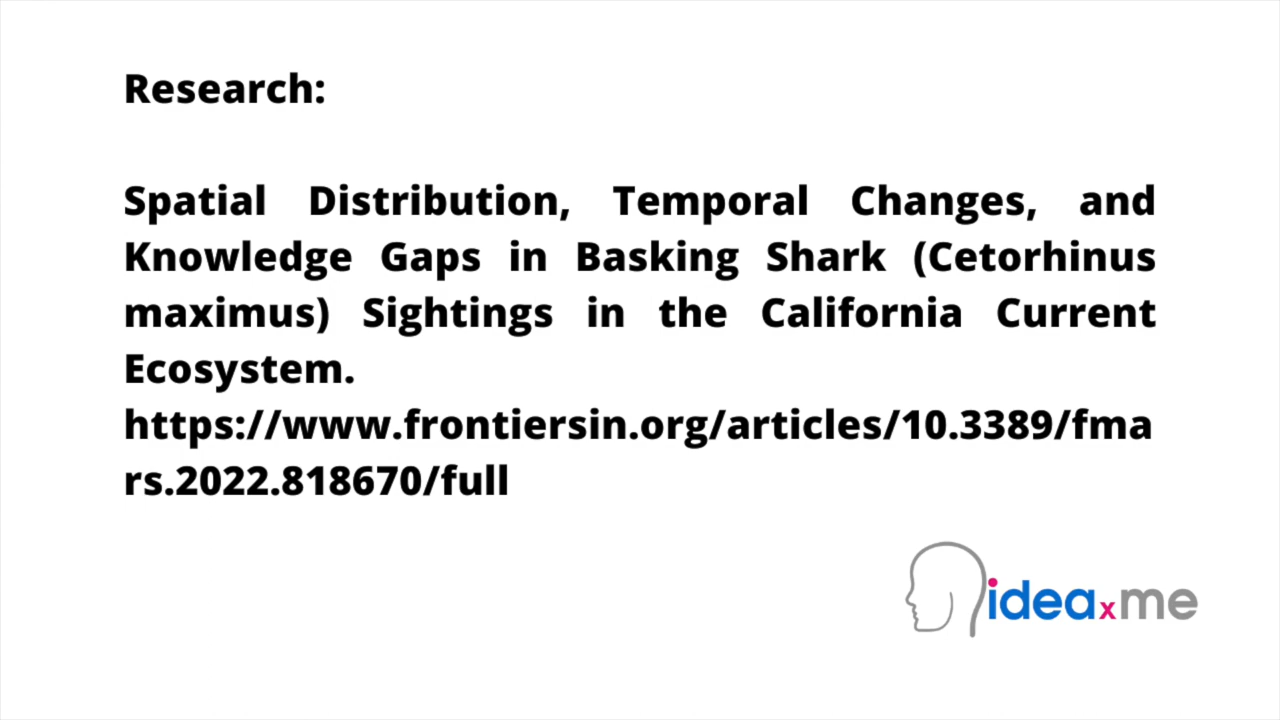 Research:
Spatial Distribution, Temporal Changes, and
Knowledge Gaps in Basking Shark (Cetorhinus
maximus) Sightings in the California Current
Ecosystem.
https://www.frontiersin.org/articles/10.3389/fma
rs.2022.818670/full
ideaxme